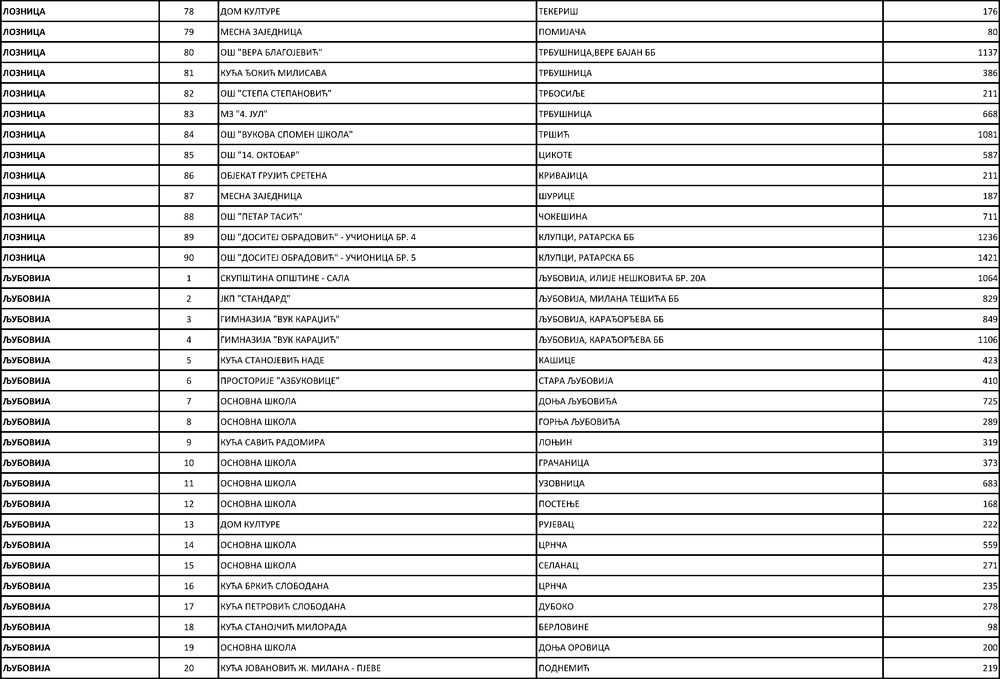 ЛОЗНИЦА 78 ДОМ КУЛТУРЕ ТЕКЕРИШ 176
ЛОЗНИЦА 79 МЕСНА ЗАЈЕДНИЦА ПОМИЈАЧА 80
ЛОЗНИЦА 80 ОШ "ВЕРА БЛАГОЈЕВИЋ" ТРБУШНИЦА,ВЕРЕ БАЈАН ББ 1137
ЛОЗНИЦА 81 КУЋА ЂОКИЋ МИЛИСАВА ТРБУШНИЦА 386
ЛОЗНИЦА 82 ОШ "СТЕПА СТЕПАНОВИЋ" ТРБОСИЉЕ 211
ЛОЗНИЦА 83 МЗ "4. ЈУЛ" ТРБУШНИЦА 668
ЛОЗНИЦА 84 ОШ "ВУКОВА СПОМЕН ШКОЛА" ТРШИЋ 1081
ЛОЗНИЦА 85 ОШ "14. ОКТОБАР" ЦИКОТЕ 587
ЛОЗНИЦА 86 ОБЈЕКАТ ГРУЈИЋ СРЕТЕНА КРИВАЈИЦА 211
ЛОЗНИЦА 87 МЕСНА ЗАЈЕДНИЦА ШУРИЦЕ 187
ЛОЗНИЦА 88 ОШ "ПЕТАР ТАСИЋ" ЧОКЕШИНА 711
ЛОЗНИЦА 89 ОШ "ДОСИТЕЈ ОБРАДОВИЋ" - УЧИОНИЦА БР. 4 КЛУПЦИ, РАТАРСКА ББ 1236
ЛОЗНИЦА 90 ОШ "ДОСИТЕЈ ОБРАДОВИЋ" - УЧИОНИЦА БР. 5 КЛУПЦИ, РАТАРСКА ББ 1421
ЉУБОВИЈА 1 СКУПШТИНА ОПШТИНЕ - САЛА ЉУБОВИЈА, ИЛИЈЕ НЕШКОВИЋА БР. 20А 1064
ЉУБОВИЈА 2 ЈКП "СТАНДАРД" ЉУБОВИЈА, МИЛАНА ТЕШИЋА ББ 829
ЉУБОВИЈА 3 ГИМНАЗИЈА "ВУК КАРАЏИЋ" ЉУБОВИЈА, КАРАЂОРЂЕВА ББ 849
ЉУБОВИЈА 4 ГИМНАЗИЈА "ВУК КАРАЏИЋ" ЉУБОВИЈА, КАРАЂОРЂЕВА ББ 1106
ЉУБОВИЈА 5 КУЋА СТАНОЈЕВИЋ НАДЕ КАШИЦЕ 423
ЉУБОВИЈА 6 ПРОСТОРИЈЕ "АЗБУКОВИЦЕ" СТАРА ЉУБОВИЈА 410
ЉУБОВИЈА 7 ОСНОВНА ШКОЛА ДОЊА ЉУБОВИЂА 725
ЉУБОВИЈА 8 ОСНОВНА ШКОЛА ГОРЊА ЉУБОВИЂА 289
ЉУБОВИЈА 9 КУЋА САВИЋ РАДОМИРА ЛОЊИН 319
ЉУБОВИЈА 10 ОСНОВНА ШКОЛА ГРАЧАНИЦА 373
ЉУБОВИЈА 11 ОСНОВНА ШКОЛА УЗОВНИЦА 683
ЉУБОВИЈА 12 ОСНОВНА ШКОЛА ПОСТЕЊЕ 168
ЉУБОВИЈА 13 ДОМ КУЛТУРЕ РУЈЕВАЦ 222
ЉУБОВИЈА 14 ОСНОВНА ШКОЛА ЦРНЧА 559
ЉУБОВИЈА 15 ОСНОВНА ШКОЛА СЕЛАНАЦ 271
ЉУБОВИЈА 16 КУЋА БРКИЋ СЛОБОДАНА ЦРНЧА 235
ЉУБОВИЈА 17 КУЋА ПЕТРОВИЋ СЛОБОДАНА ДУБОКО 278
ЉУБОВИЈА 18 КУЋА СТАНОЈЧИЋ МИЛОРАДА БЕРЛОВИНЕ 98
ЉУБОВИЈА 19 ОСНОВНА ШКОЛА ДОЊА ОРОВИЦА 200
ЉУБОВИЈА 20 КУЋА ЈОВАНОВИЋ Ж. МИЛАНА - ПЈЕВЕ ПОДНЕМИЋ 219